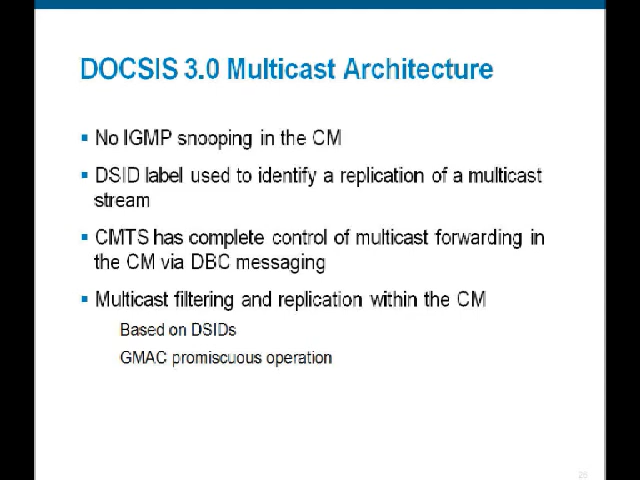 DOCSIS 3.0 Multicast Architecture
No IGMP snooping in the CM
DSID label used to identify a replication of a multicast
stream
CMTS has complete control of multicast forwarding in
the CM via DBC messaging
Multicast filtering and replication within the CM
Based on DSIDs
GMAC promiscuous operation